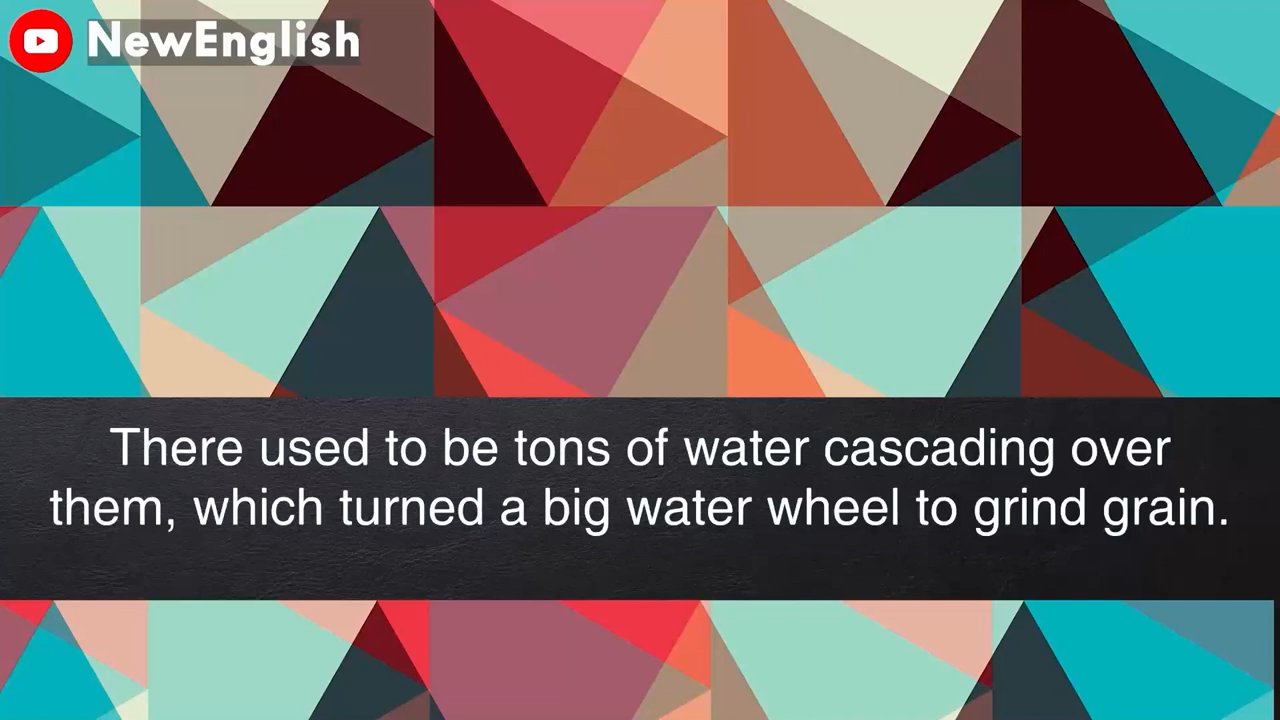 NewEnglish
There used to be tons of water cascading over
them, which turned a big water wheel to grind grain.